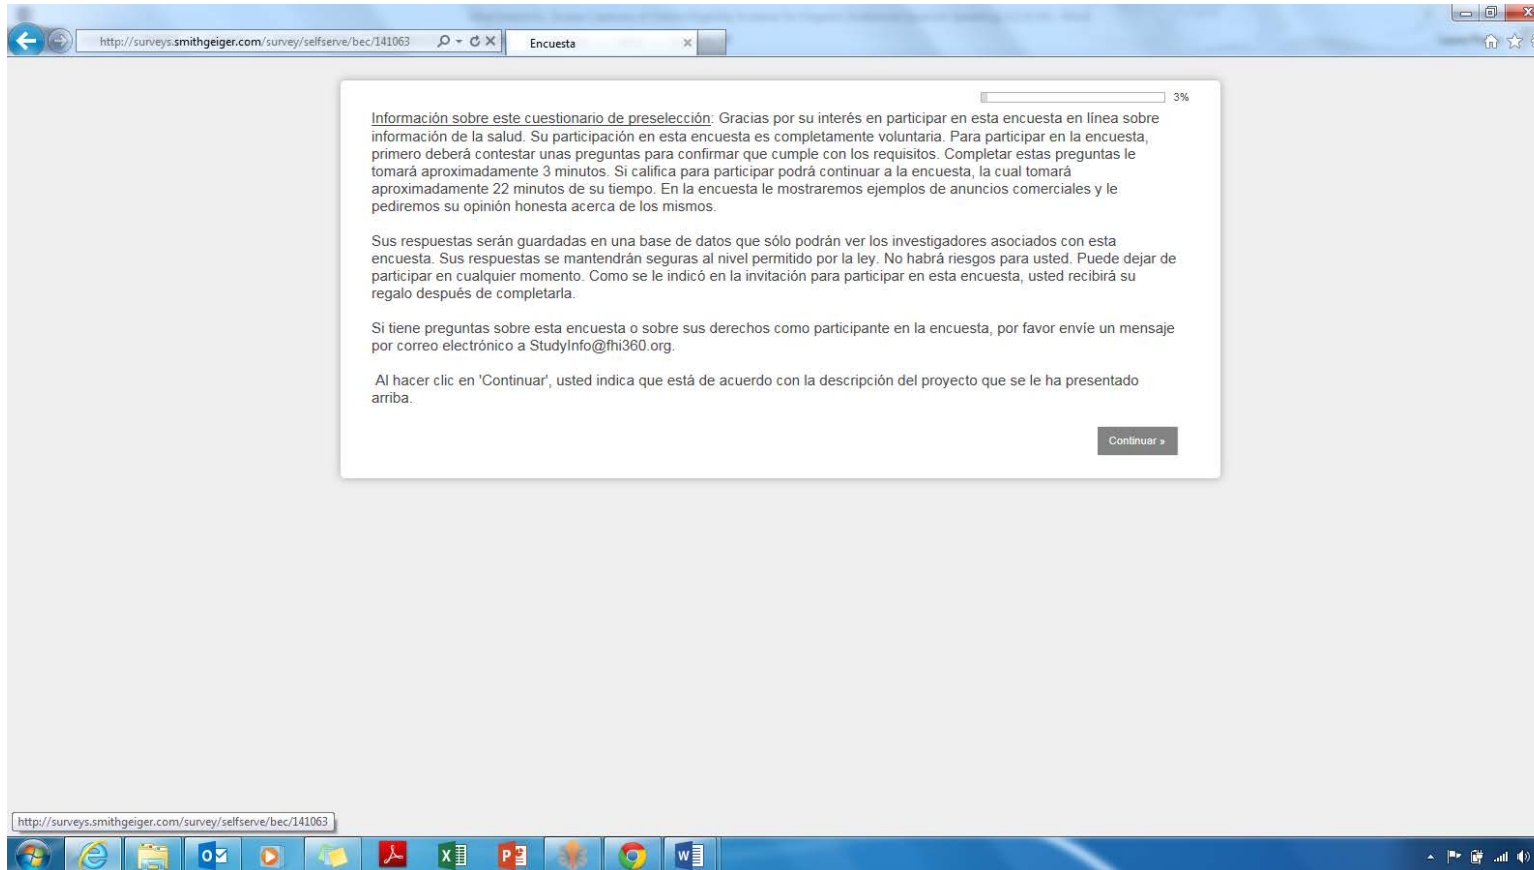 http://surveys.smithgeiger.com/survey/selfserve/bec/141063
Encuesta
3%
Información sobre este cuestionario de preselección: Gracias por su interés en participar en esta encuesta en línea sobre
información de la salud. Su participación en esta encuesta es completamente voluntaria. Para participar en la encuesta,
primero deberá contestar unas preguntas para confirmar que cumple con los requisitos. Completar estas preguntas le
tomará aproximadamente 3 minutos. Si califica para participar podrá continuar a la encuesta, la cual tomará
aproximadamente 22 minutos de su tiempo. En la encuesta le mostraremos ejemplos de anuncios comerciales y le
pediremos su opinión honesta acerca de los mismos.
Sus respuestas serán guardadas en una base de datos que sólo podrán ver los investigadores asociados con esta
encuesta. Sus respuestas se mantendrán seguras al nivel permitido por la ley. No habrá riesgos para usted. Puede dejar de
participar en cualquier momento. Como se le indicó en la invitación para participar en esta encuesta, usted recibirá su
regalo después de completarla.
Si tiene preguntas sobre esta encuesta o sobre sus derechos como participante en la encuesta, por favor envíe un mensaje
por correo electrónico a StudyInfo@fhi360.org.
Al hacer clic en 'Continuar', usted indica que está de acuerdo con la descripción del proyecto que se le ha presentado
arriba.
Continuar »
http://surveys.smithgeiger.com/survey/selfserve/bec/141063